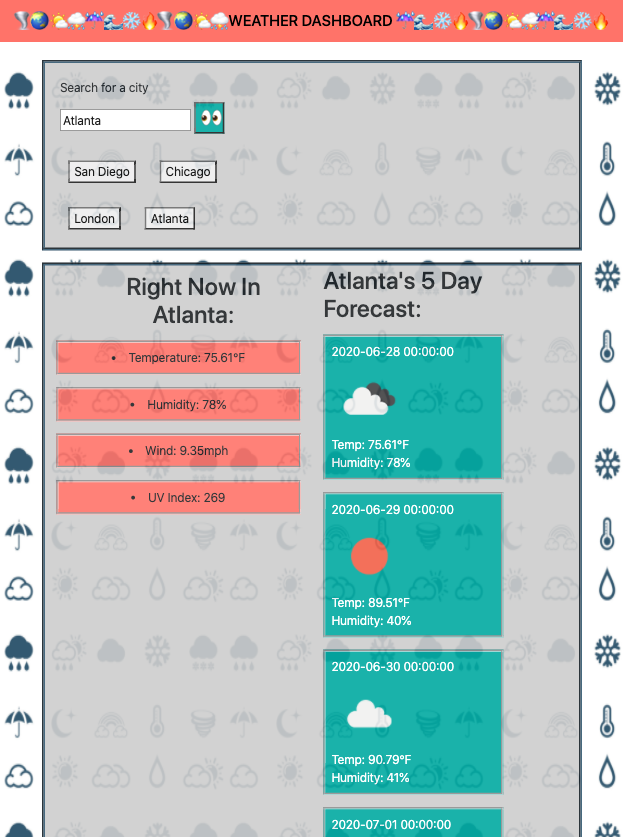 WEATHER DASHBOARD
Search for a city
Atlanta
San Diego
Chicago
London
Atlanta
Right Now In
Atlanta:
Temperature: 75.61°F
Humidity: 78%
Wind: 9.35mph
UV Index: 269
Atlanta's 5 Day
Forecast:
2020-06-28 00:00:00
Temp: 75.61°F
Humidity: 78%
2020-06-29 00:00:00
Temp: 89.51°F
Humidity: 40%
2020-06-30 00:00:00
Temp: 90.79°F
Humidity: 41%
2020-07-01 00:00:00